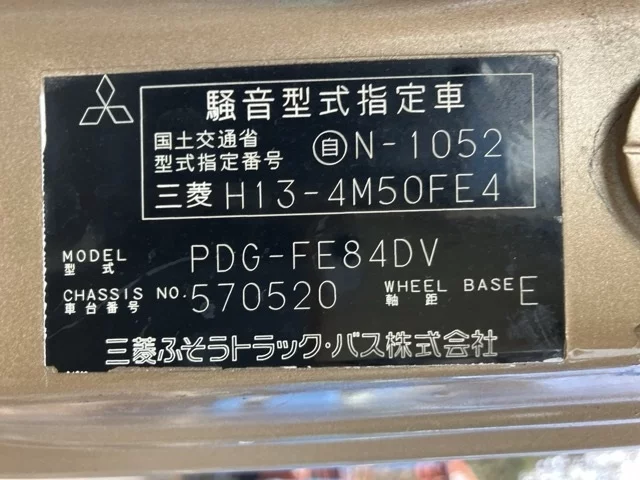 騒音型式指定車
国土交通省
型式指定番号 自N-1052
三菱 H13-4M50FE4
MODEL
型式 PDG-FE84DV
CHASSIS NO.
車台番号 570520 WHEEL BASE
軸距 E
三菱ふそうトラック・バス株式会社